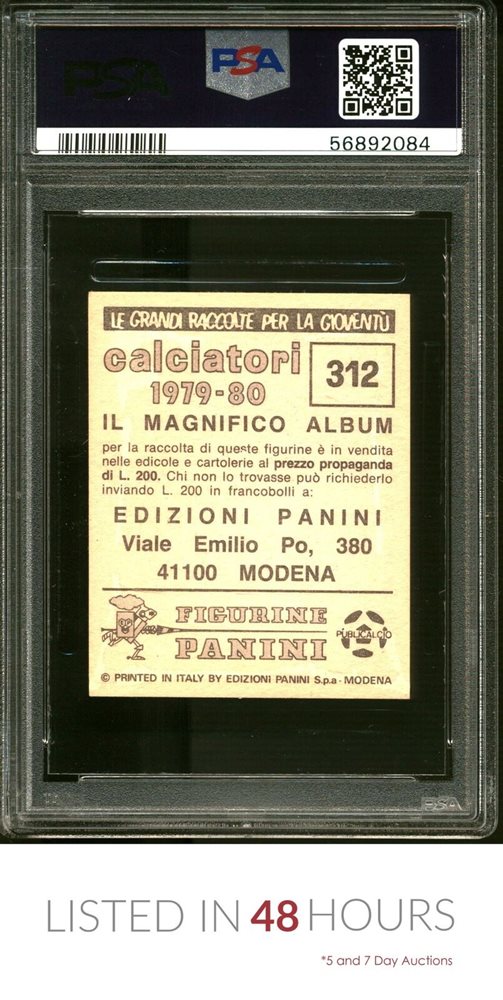 PSA
PSA
56892084
LE GRANDI RACCOLTE PER LA GIOVENTÙ
calciatori
1979-80
312
IL MAGNIFICO ALBUM
per la raccolta di queste figurine è in vendita
nelle edicole e cartolerie al prezzo propaganda
di L. 200. Chi non lo trovasse può richiederlo
inviando L. 200 in francobolli a:
EDIZIONI PANINI
Viale Emilio Po, 380
41100 MODENA
FIGURINE
PANINI
PUBLICALCIO
© PRINTED IN ITALY BY EDIZIONI PANINI S.p.a - MODENA
PSA
LISTED IN 48 HOURS
*5 and 7 Day Auctions